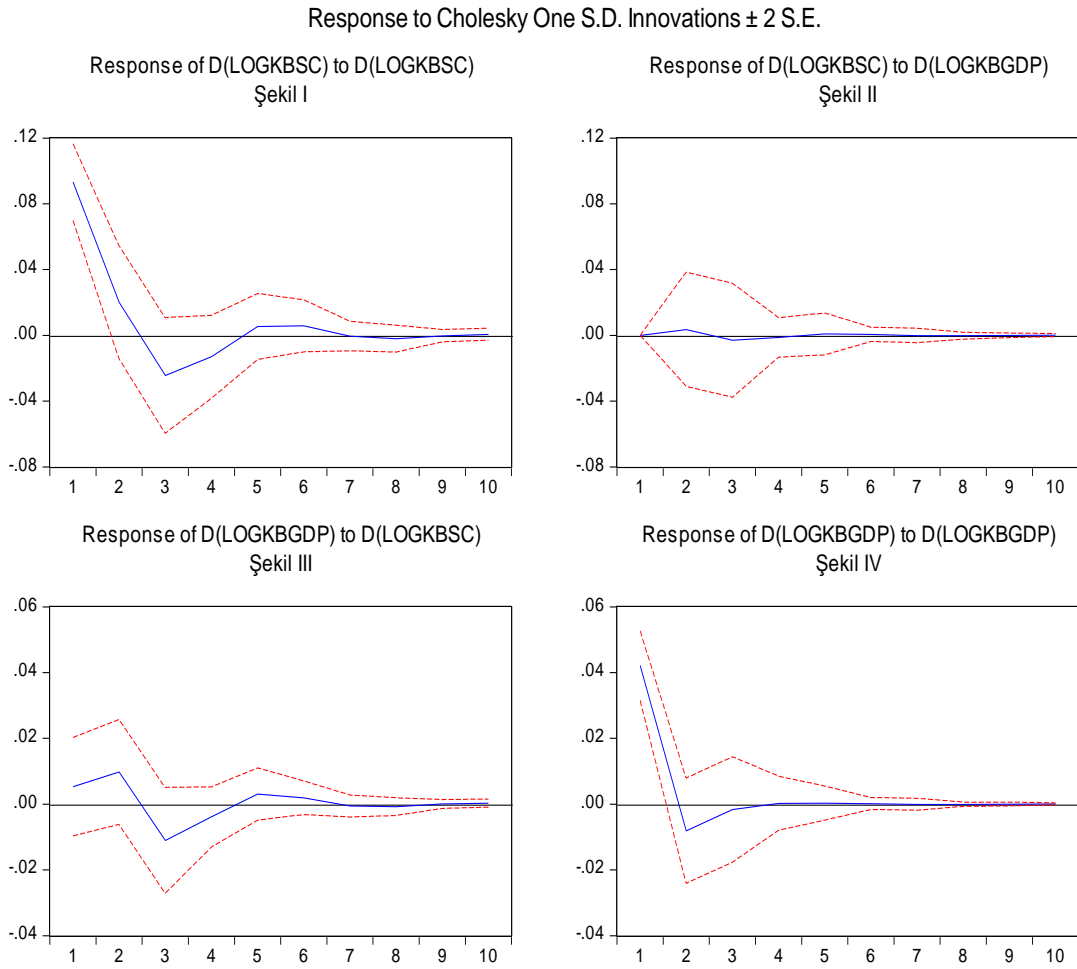 Response to Cholesky One S.D. Innovations ± 2 S.E.
Response of D(LOGKBSC) to D(LOGKBSC)
Şekil I
.12
.08
.04
.00
-.04
-.08
1 2 3 4 5 6 7 8 9 10
Response of D(LOGKBSC) to D(LOGKBGDP)
Şekil II
.12
.08
.04
.00
-.04
-.08
1 2 3 4 5 6 7 8 9 10
Response of D(LOGKBGDP) to D(LOGKBSC)
Şekil III
.06
.04
.02
.00
-.02
-.04
1 2 3 4 5 6 7 8 9 10
Response of D(LOGKBGDP) to D(LOGKBGDP)
Şekil IV
.06
.04
.02
.00
-.02
-.04
1 2 3 4 5 6 7 8 9 10